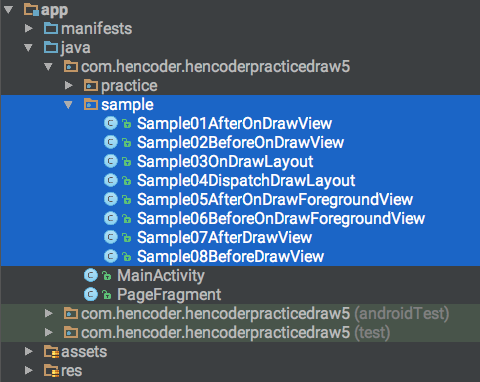 app
manifests
java
com.hencoder.hencoderpracticedraw5
practice
sample
Sample01AfterOnDrawView
Sample02BeforeOnDrawView
Sample03OnDrawLayout
Sample04DispatchDrawLayout
Sample05AfterOnDrawForegroundView
Sample06BeforeOnDrawForegroundView
Sample07AfterDrawView
Sample08BeforeDrawView
MainActivity
PageFragment
com.hencoder.hencoderpracticedraw5 (androidTest)
com.hencoder.hencoderpracticedraw5 (test)
assets
res